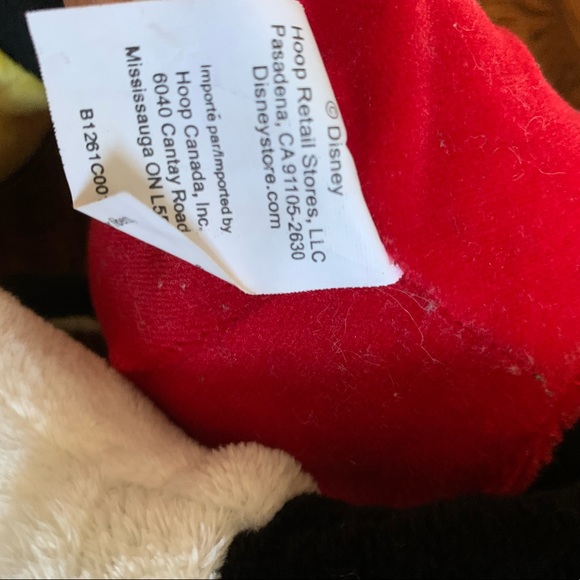 © Disney
Hoop Retail Stores, LLC
Pasadena, CA 91105-2630
Disneystore.com
Importé par/Imported by
Hoop Canada, Inc.
6040 Cantay Road
Mississauga ON
B1261C00